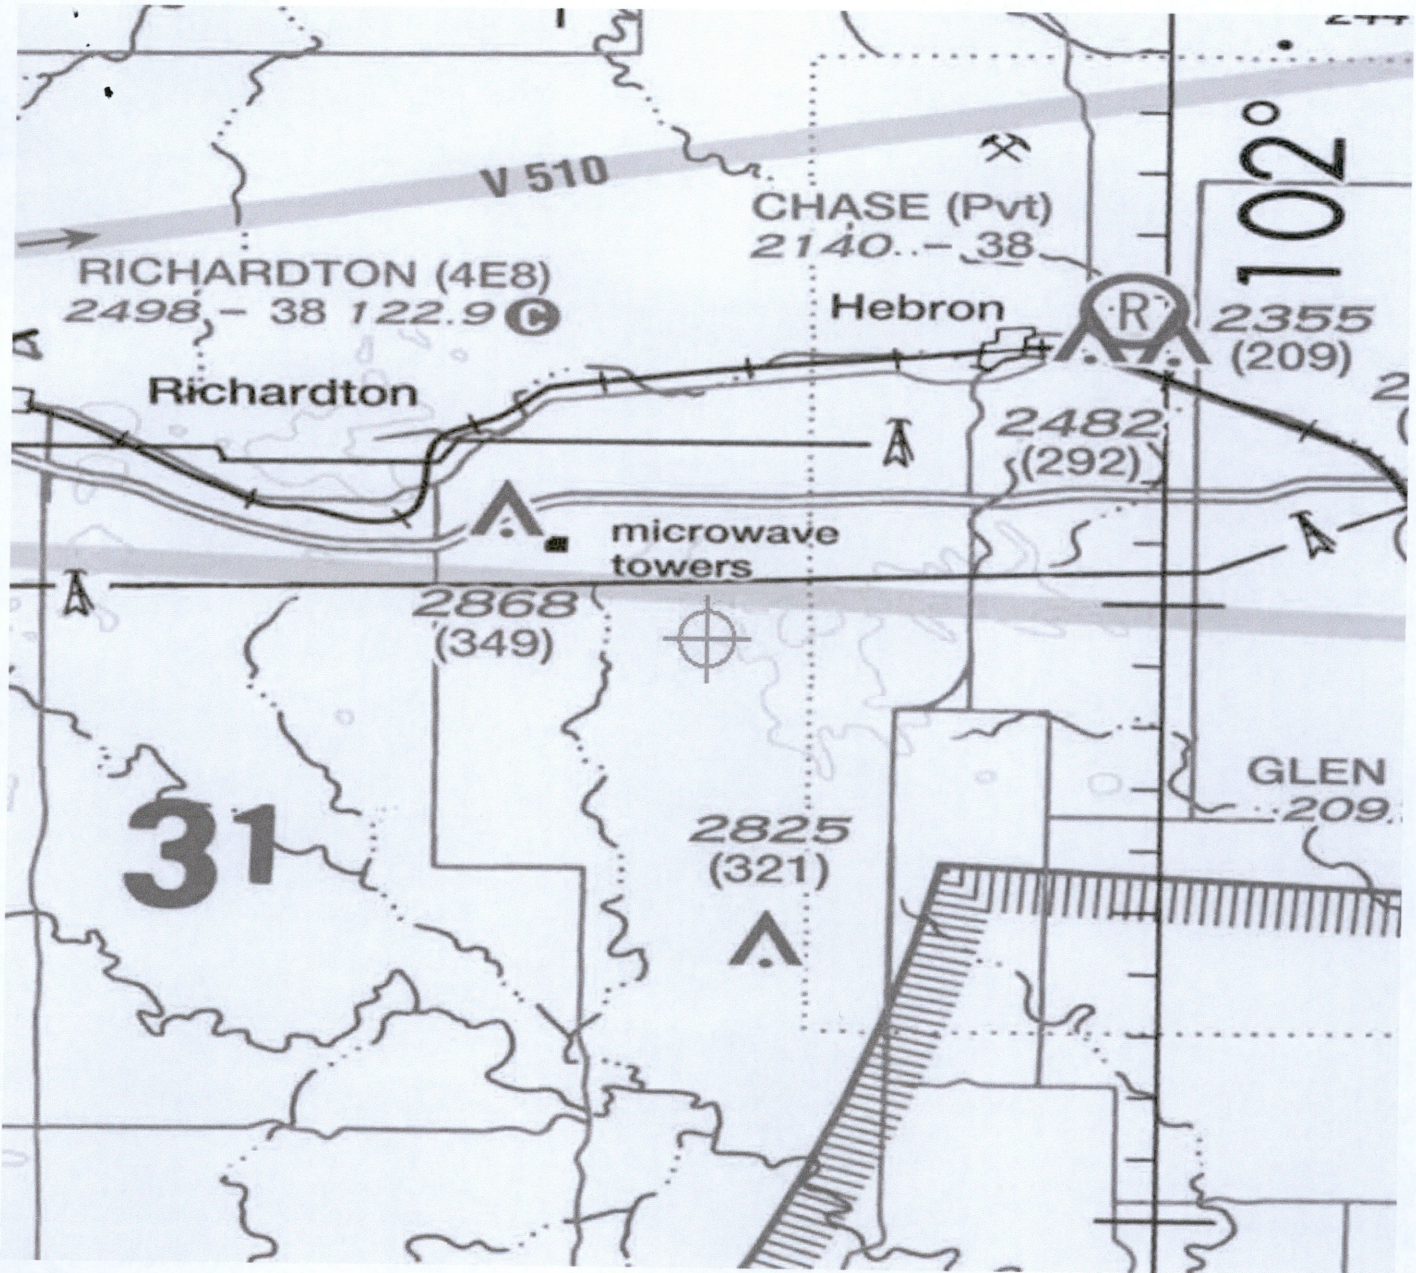 244
102°
V 510
CHASE (Pvt)
2140 - 38
RICHARDTON (4E8)
2498 - 38 122.9 C
Hebron
R
2355
(209)
Richardton
2482
(292)
microwave
towers
2868
(349)
GLEN
209
31
2825
(321)